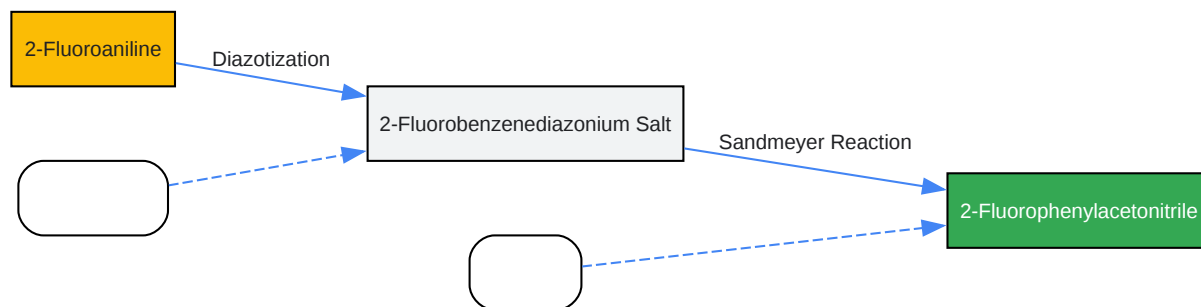 2-Fluoroaniline
Diazotization
2-Fluorobenzenediazonium Salt
Sandmeyer Reaction
2-Fluorophenylacetonitrile